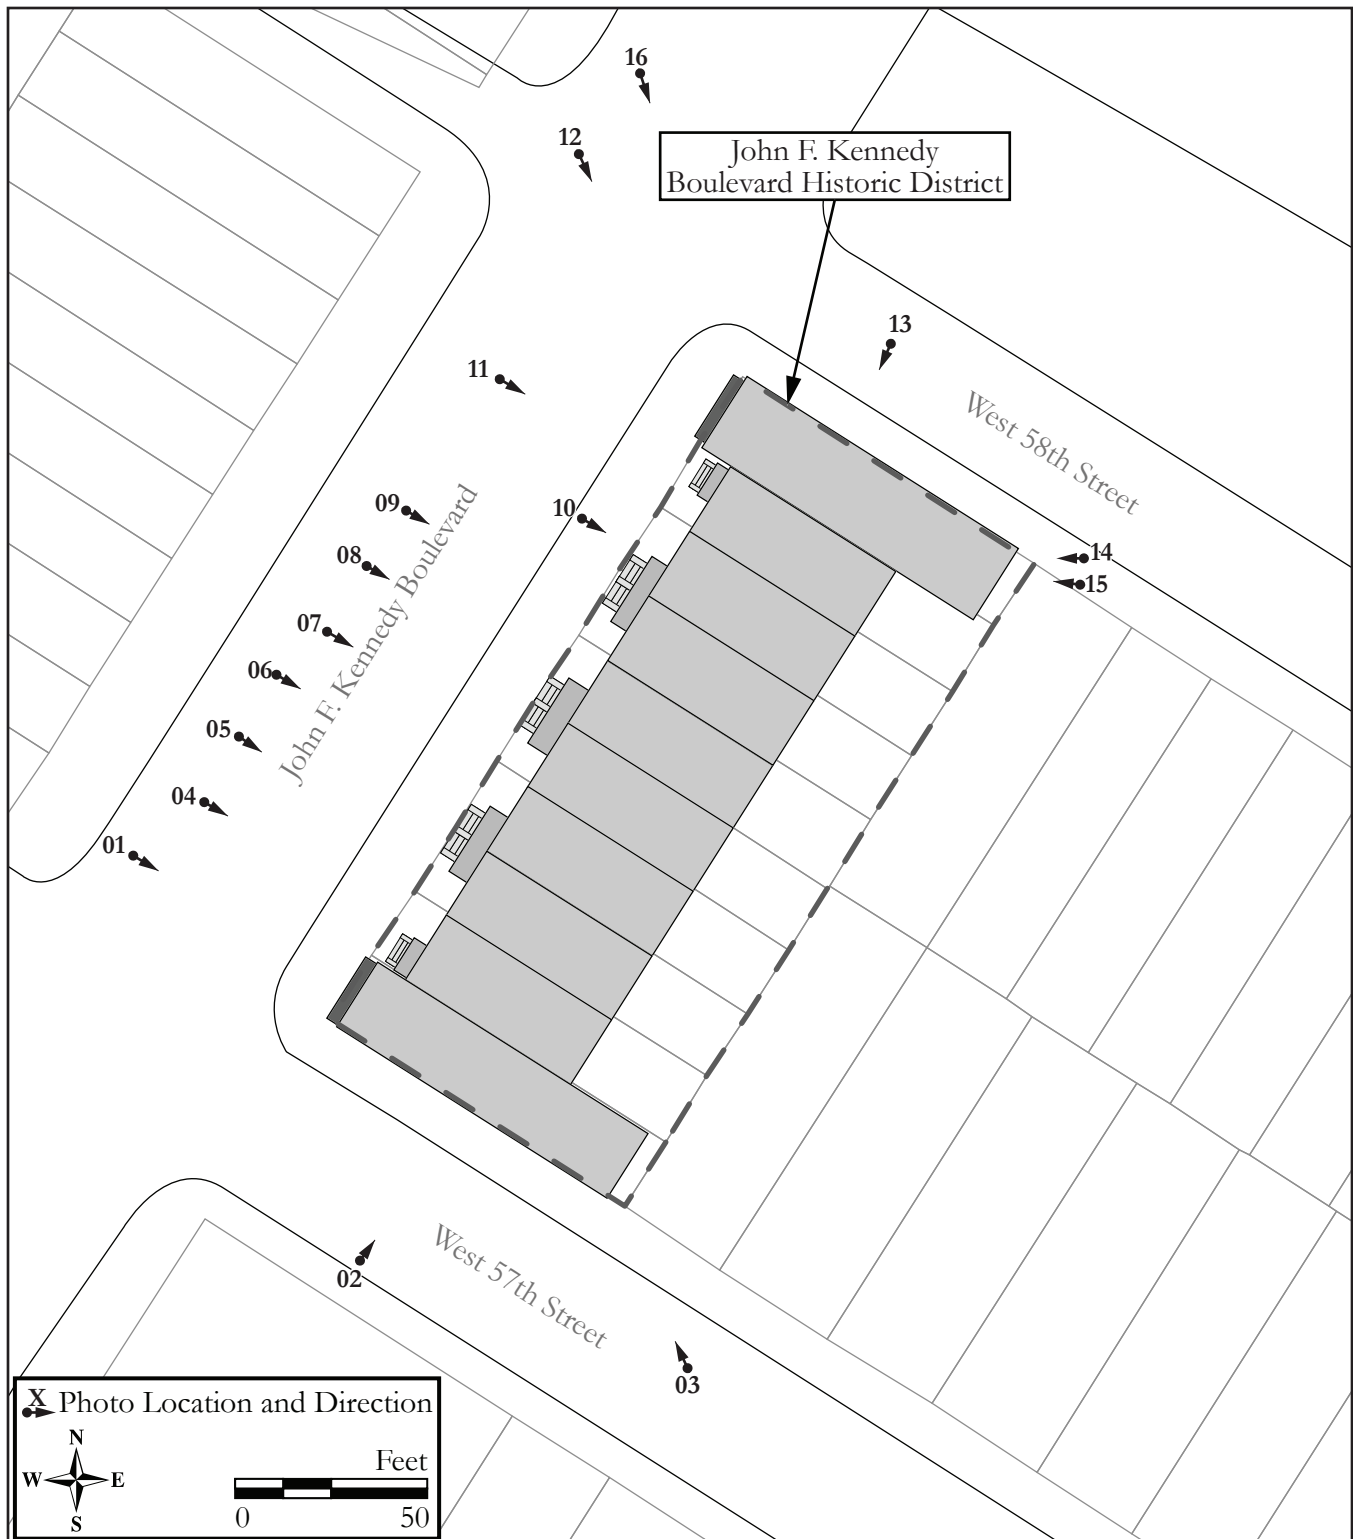 16
12
John F. Kennedy
Boulevard Historic District
13
11
West 58th Street
09
10
14
08
15
07
John F. Kennedy Boulevard
06
05
04
01
West 57th Street
02
03
X Photo Location and Direction
N
W E
S
Feet
0 50